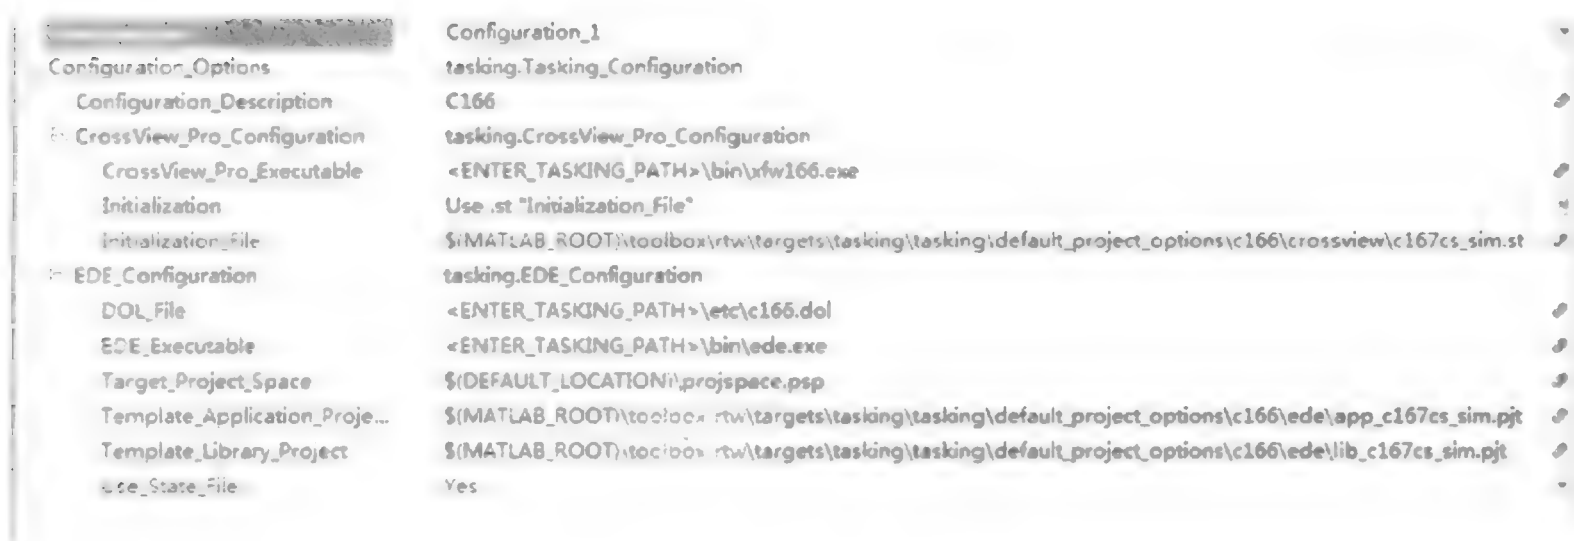 Configuration_1
Configuration_Options tasking.Tasking_Configuration
Configuration_Description C166
CrossView_Pro_Configuration tasking.CrossView_Pro_Configuration
CrossView_Pro_Executable <ENTER_TASKING_PATH>\bin\xfw166.exe
Initialization Use .st "Initialization_File"
Initialization_File $(MATLAB_ROOT)\toolbox\rtw\targets\tasking\tasking\default_project_options\c166\crossview\c167cs_sim.st
EDE_Configuration tasking.EDE_Configuration
DOL_File <ENTER_TASKING_PATH>\etc\c166.dol
EDE_Executable <ENTER_TASKING_PATH>\bin\ede.exe
Target_Project_Space $(DEFAULT_LOCATION)\projspace.psp
Template_Application_Proje... $(MATLAB_ROOT)\toolbox\rtw\targets\tasking\tasking\default_project_options\c166\ede\app_c167cs_sim.pjt
Template_Library_Project $(MATLAB_ROOT)\toolbox\rtw\targets\tasking\tasking\default_project_options\c166\ede\lib_c167cs_sim.pjt
Use_State_File Yes